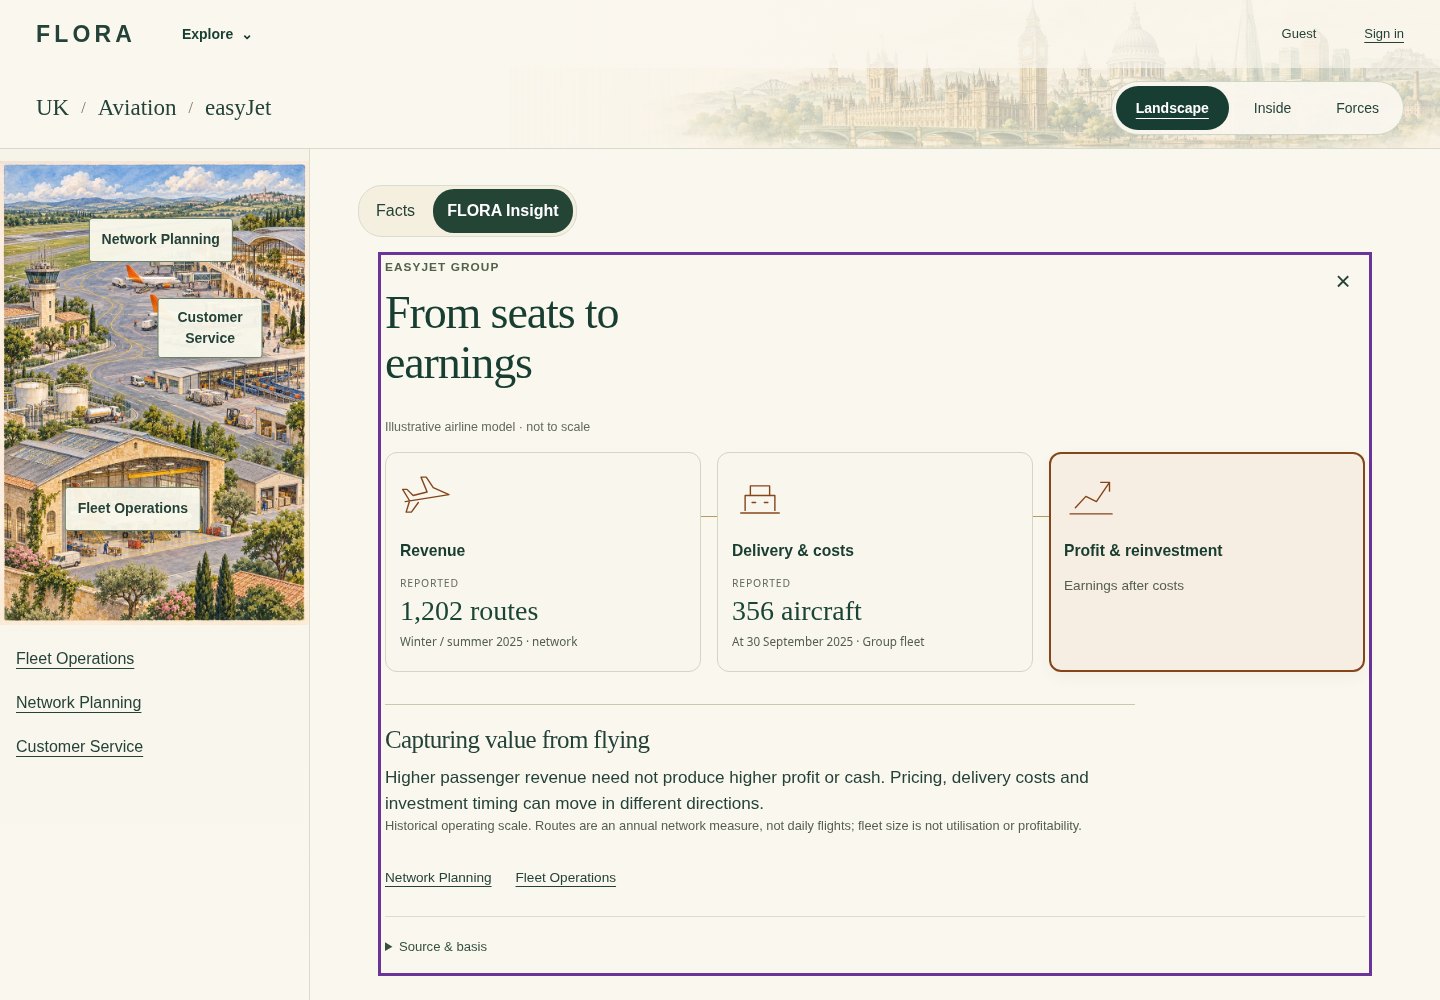 FLORA
Explore
Guest
Sign in
UK / Aviation / easyJet
Landscape
Inside
Forces
Network Planning
Customer
Service
Fleet Operations
Fleet Operations
Network Planning
Customer Service
Facts
FLORA Insight
EASYJET GROUP
From seats to
earnings
Illustrative airline model · not to scale
Revenue
REPORTED
1,202 routes
Winter / summer 2025 · network
Delivery & costs
REPORTED
356 aircraft
At 30 September 2025 · Group fleet
Profit & reinvestment
Earnings after costs
Capturing value from flying
Higher passenger revenue need not produce higher profit or cash. Pricing, delivery costs and
investment timing can move in different directions.
Historical operating scale. Routes are an annual network measure, not daily flights; fleet size is not utilisation or profitability.
Network Planning
Fleet Operations
Source & basis